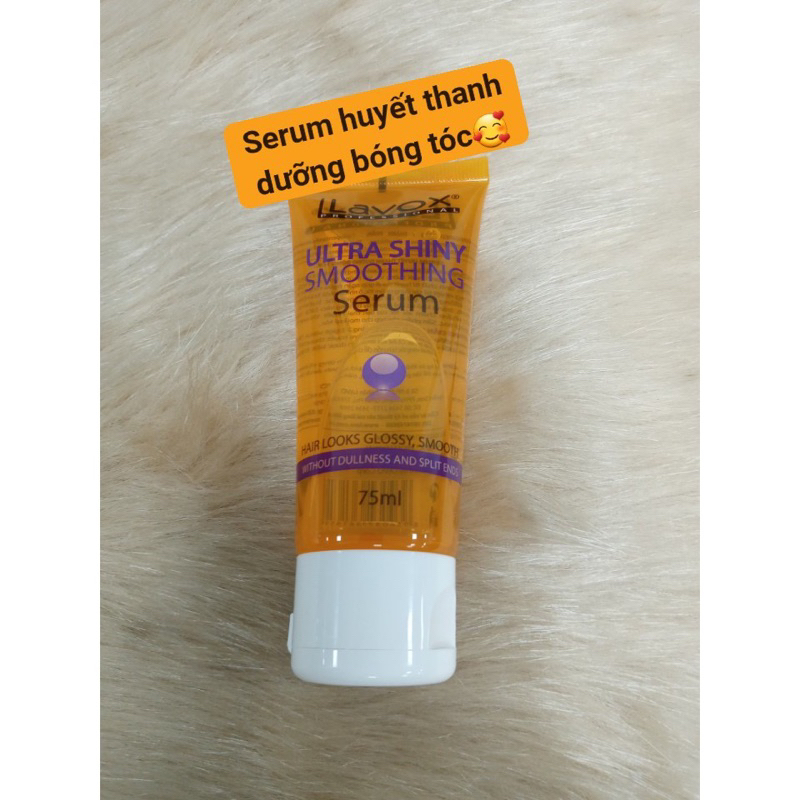 Serum huyết thanh
dưỡng bóng tóc🥰
Lavox®
PROFESSIONAL
ULTRA SHINY
SMOOTHING
Serum
HAIR LOOKS GLOSSY, SMOOTH
WITHOUT DULLNESS AND SPLIT ENDS
75ml